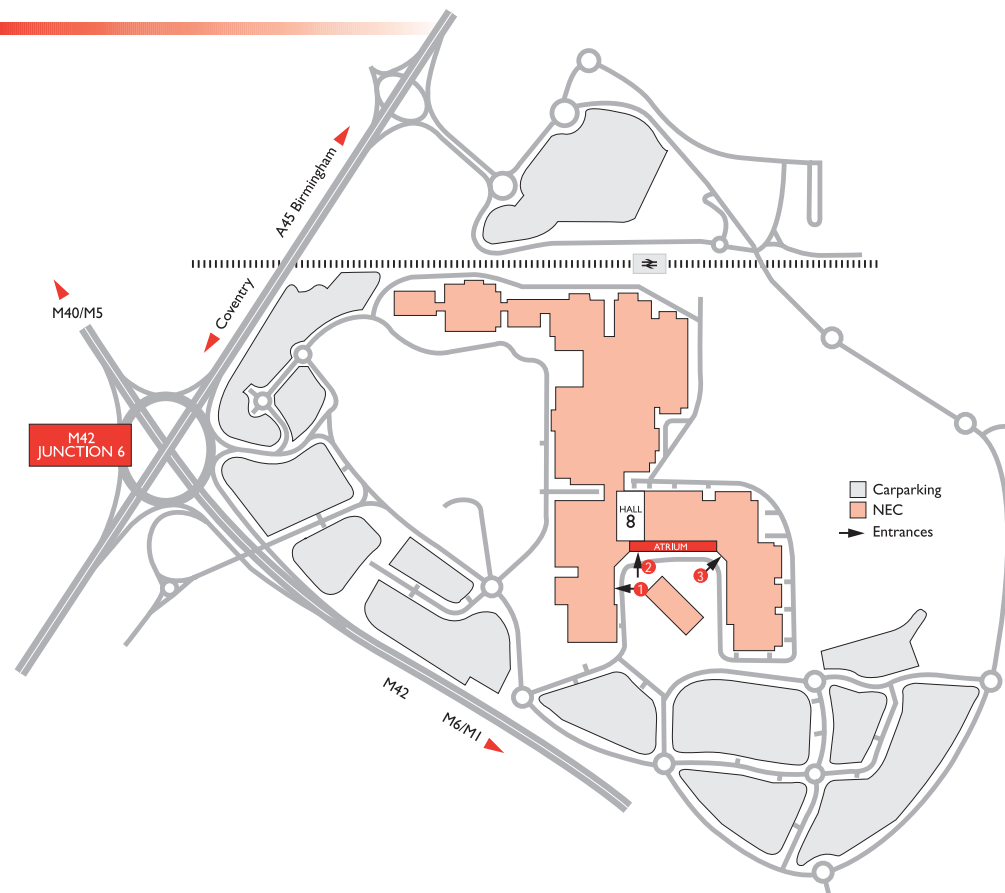 A45 Birmingham
Coventry
M40/M5
M42
JUNCTION 6
HALL
8
ATRIUM
2
3
1
Carparking
NEC
Entrances
M42
M6/M1